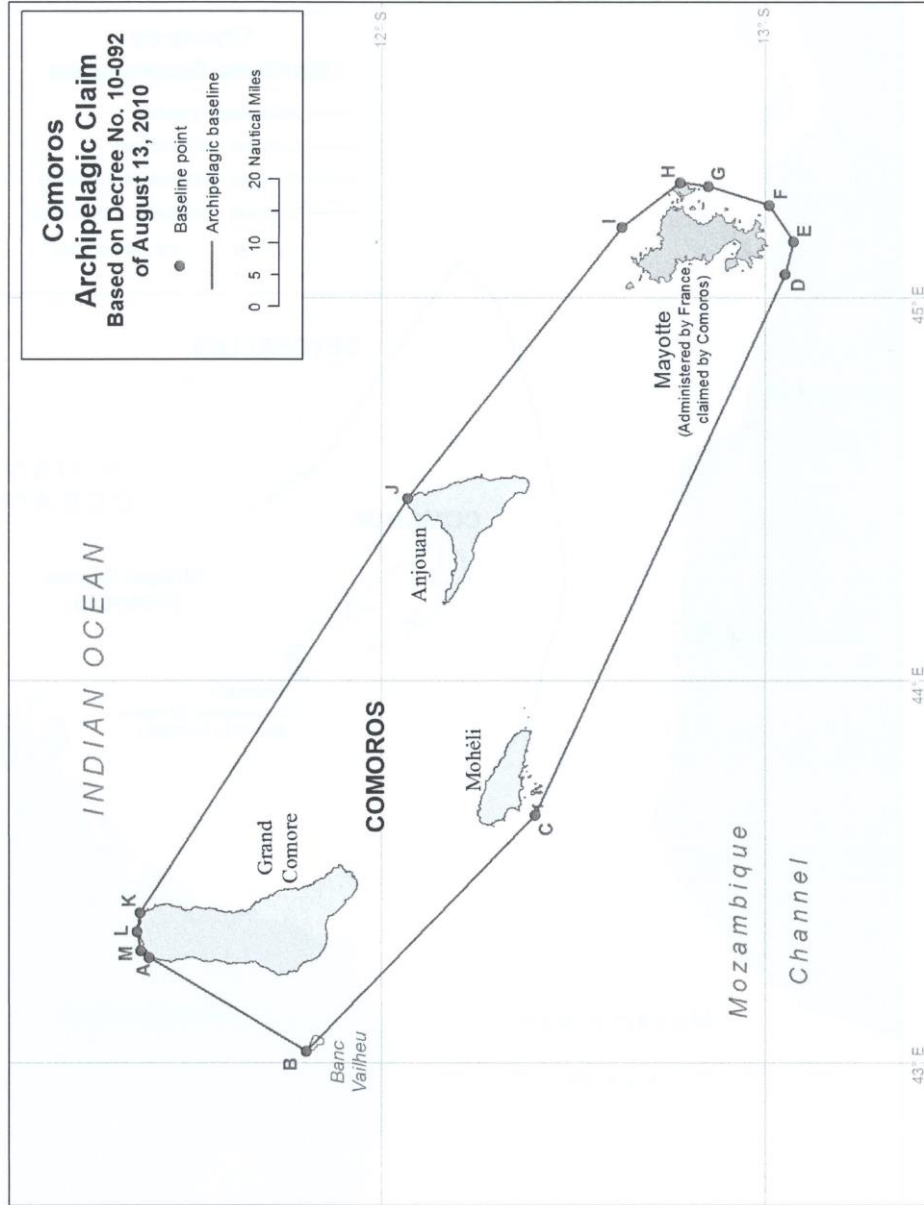 Comoros
Archipelagic Claim
Based on Decree No. 10-092
of August 13, 2010
Baseline point
Archipelagic baseline
0 5 10 20 Nautical Miles
INDIAN OCEAN
12° S
13° S
M L K
A
B
Banc
Vailheu
Grand
Comore
COMOROS
Mohéli
C
Anjouan
J
I
H
G
F
E
D
Mayotte
(Administered by France,
claimed by Comoros)
Mozambique
Channel
43° E
44° E
45° E